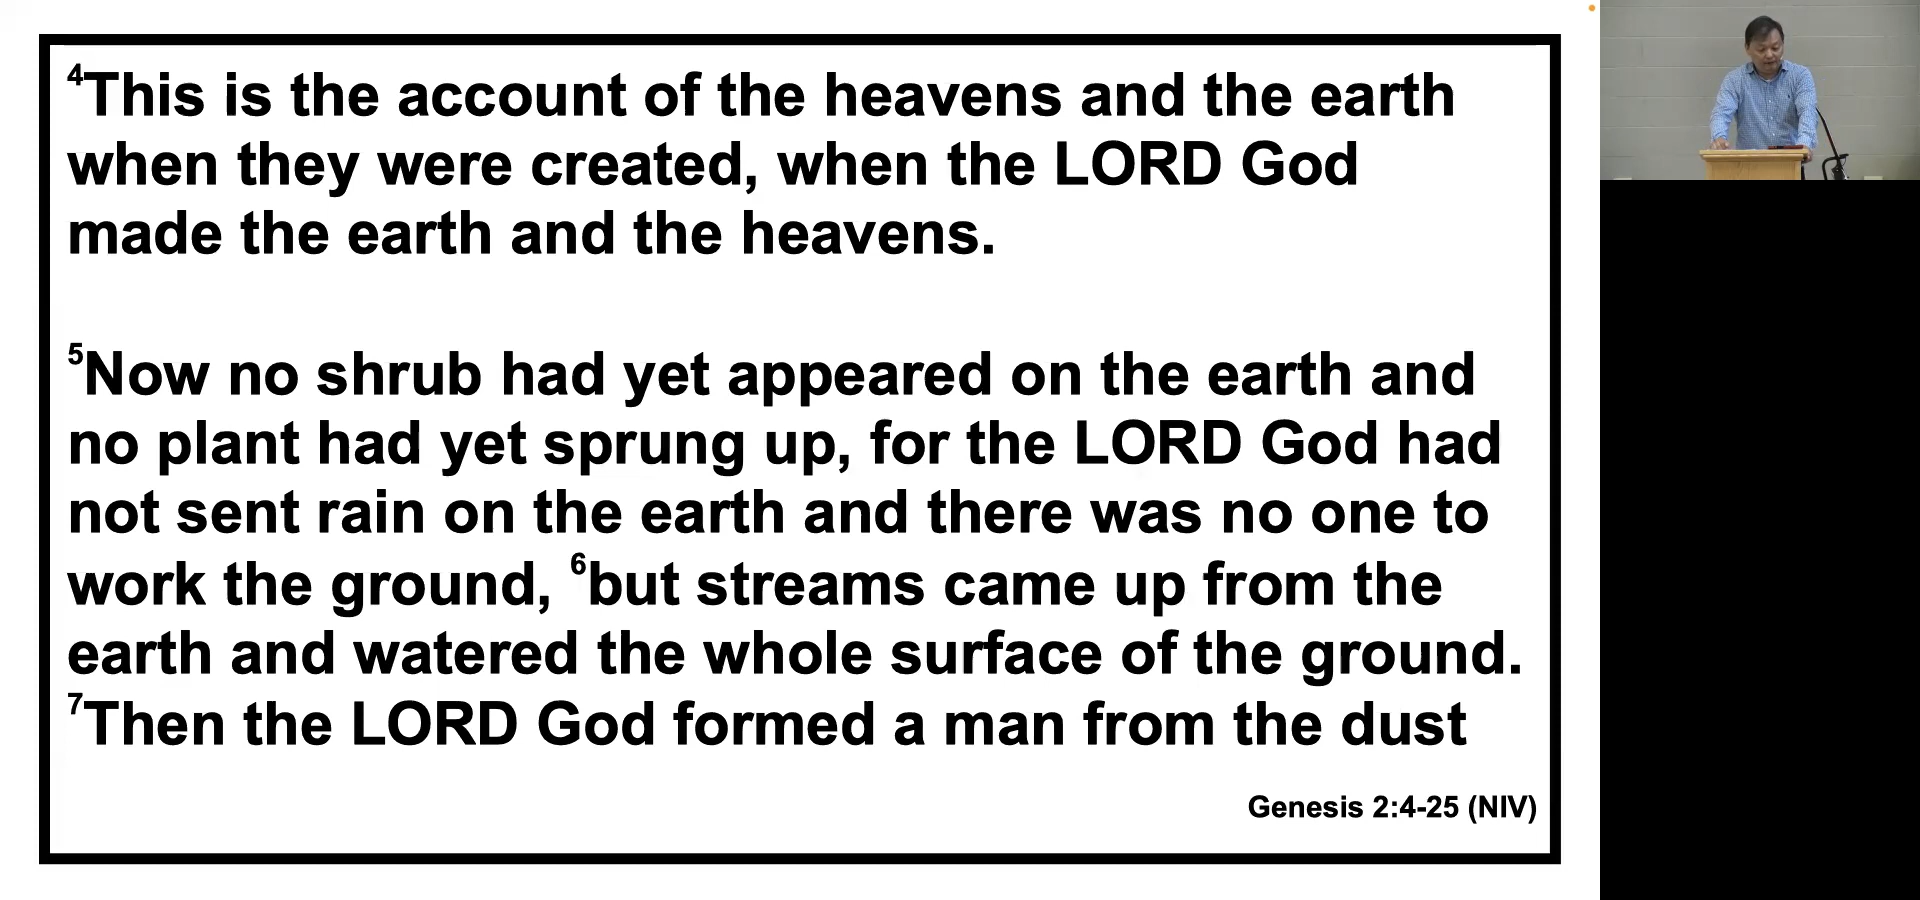 ⁴This is the account of the heavens and the earth
when they were created, when the LORD God
made the earth and the heavens.
⁵Now no shrub had yet appeared on the earth and
no plant had yet sprung up, for the LORD God had
not sent rain on the earth and there was no one to
work the ground, ⁶but streams came up from the
earth and watered the whole surface of the ground.
⁷Then the LORD God formed a man from the dust
Genesis 2:4-25 (NIV)